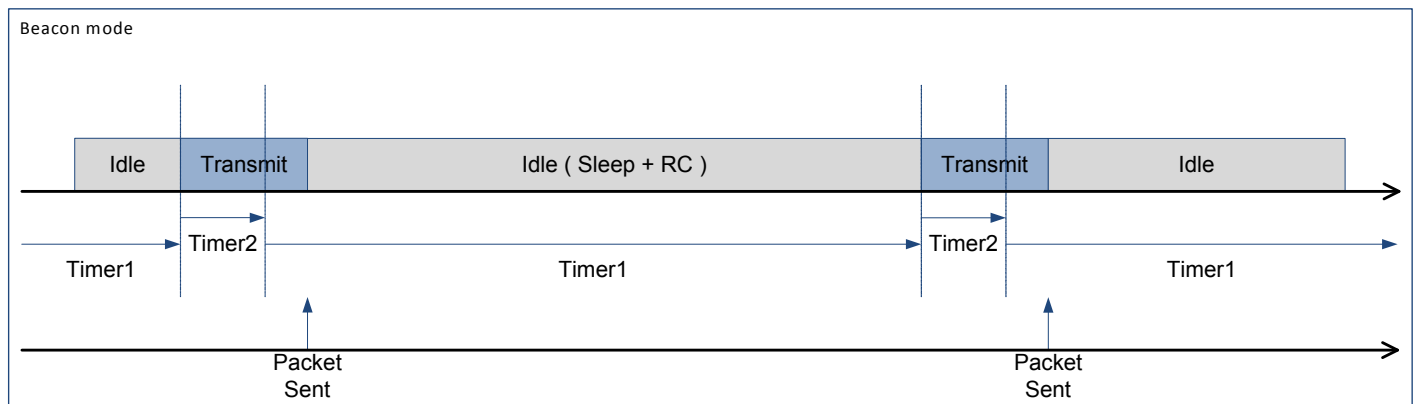 Beacon mode
Idle
Transmit
Idle ( Sleep + RC )
Transmit
Idle
Timer2
Timer2
Timer1
Timer1
Timer1
Packet
Sent
Packet
Sent